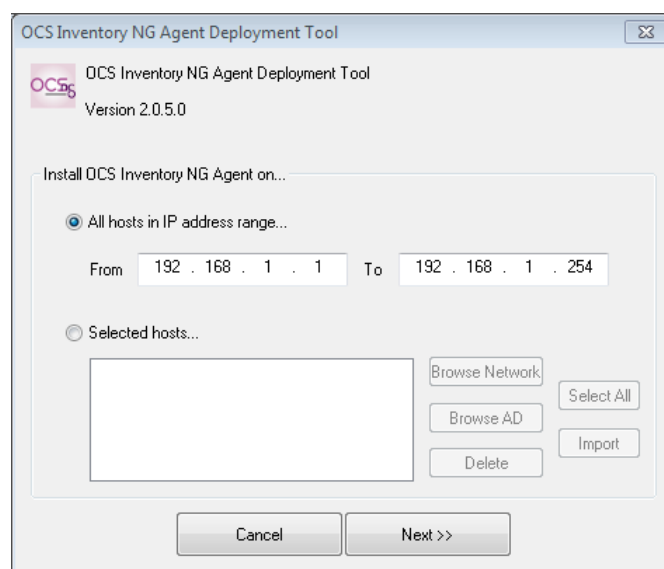 OCS Inventory NG Agent Deployment Tool
OCS Inventory NG Agent Deployment Tool
Version 2.0.5.0
Install OCS Inventory NG Agent on...
All hosts in IP address range...
From 192 . 168 . 1 . 1 To 192 . 168 . 1 . 254
Selected hosts...
Browse Network
Select All
Browse AD
Import
Delete
Cancel Next >>